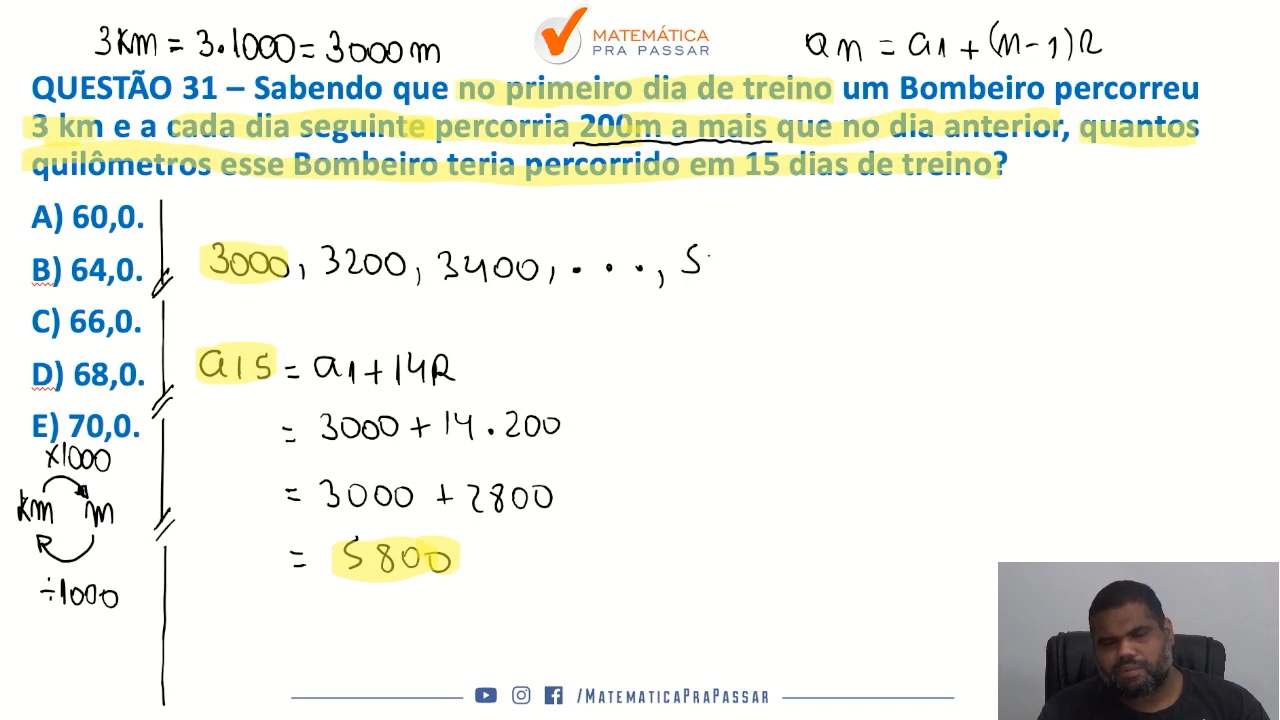 3Km = 3.1000 = 3000m
MATEMÁTICA
PRA PASSAR
an = a1 + (n-1)R
QUESTÃO 31 – Sabendo que no primeiro dia de treino um Bombeiro percorreu
3 km e a cada dia seguinte percorria 200m a mais que no dia anterior, quantos
quilômetros esse Bombeiro teria percorrido em 15 dias de treino?
A) 60,0.
B) 64,0.
C) 66,0.
D) 68,0.
E) 70,0.
x1000
km m
÷1000
3000, 3200, 3400, . . . , 5
a15 = a1 + 14R
= 3000 + 14.200
= 3000 + 2800
= 5800
/MATEMATICAPRAPASSAR